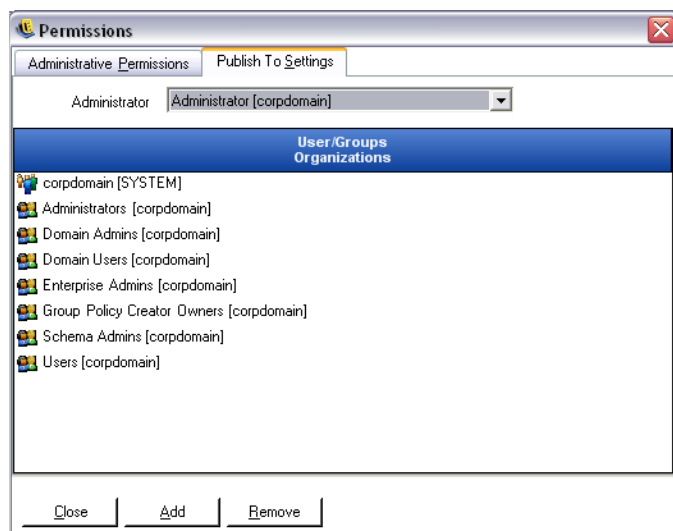 Permissions
Administrative Permissions
Publish To Settings
Administrator
Administrator [corpdomain]
User/Groups
Organizations
corpdomain [SYSTEM]
Administrators [corpdomain]
Domain Admins [corpdomain]
Domain Users [corpdomain]
Enterprise Admins [corpdomain]
Group Policy Creator Owners [corpdomain]
Schema Admins [corpdomain]
Users [corpdomain]
Close
Add
Remove